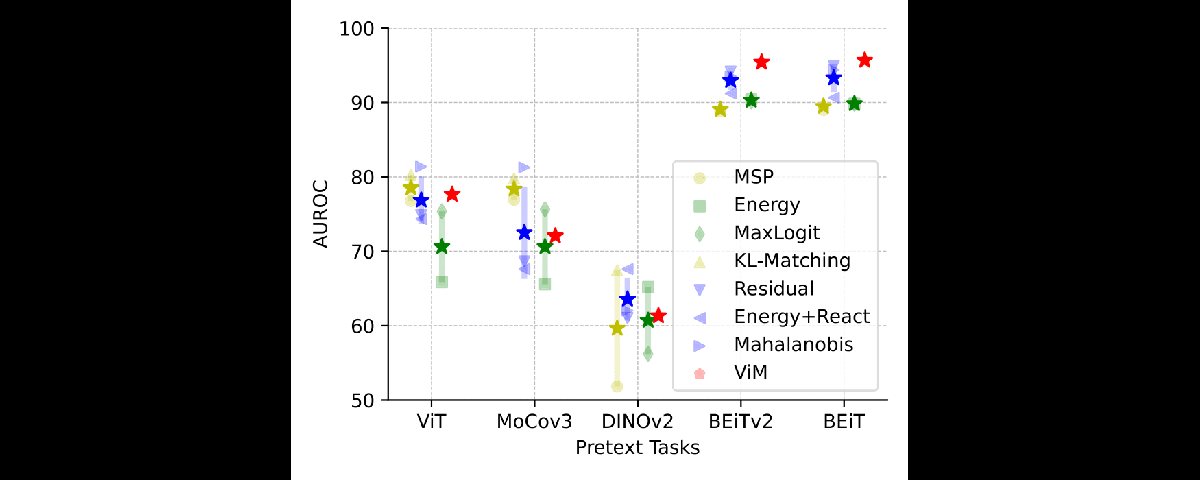 100
90
80
70
60
50
AUROC
MSP
Energy
MaxLogit
KL-Matching
Residual
Energy+React
Mahalanobis
ViM
ViT MoCov3 DINOv2 BEiTv2 BEiT
Pretext Tasks